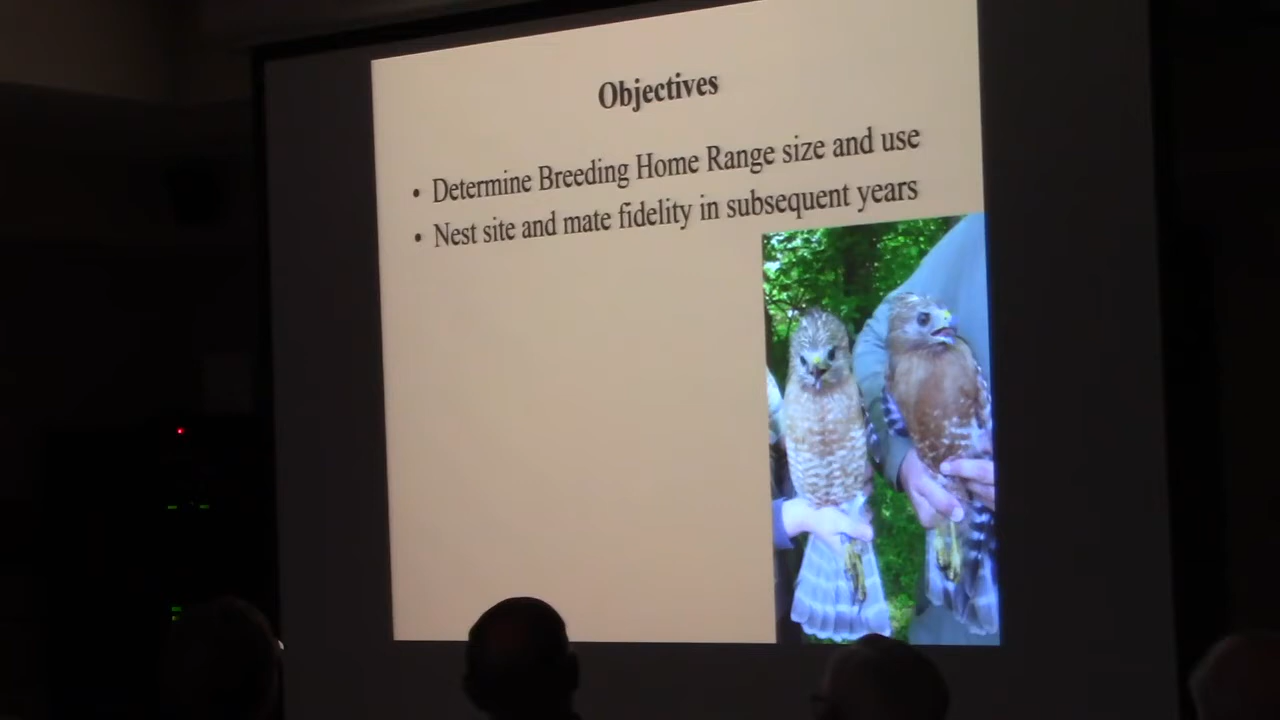 Objectives
• Determine Breeding Home Range size and use
• Nest site and mate fidelity in subsequent years